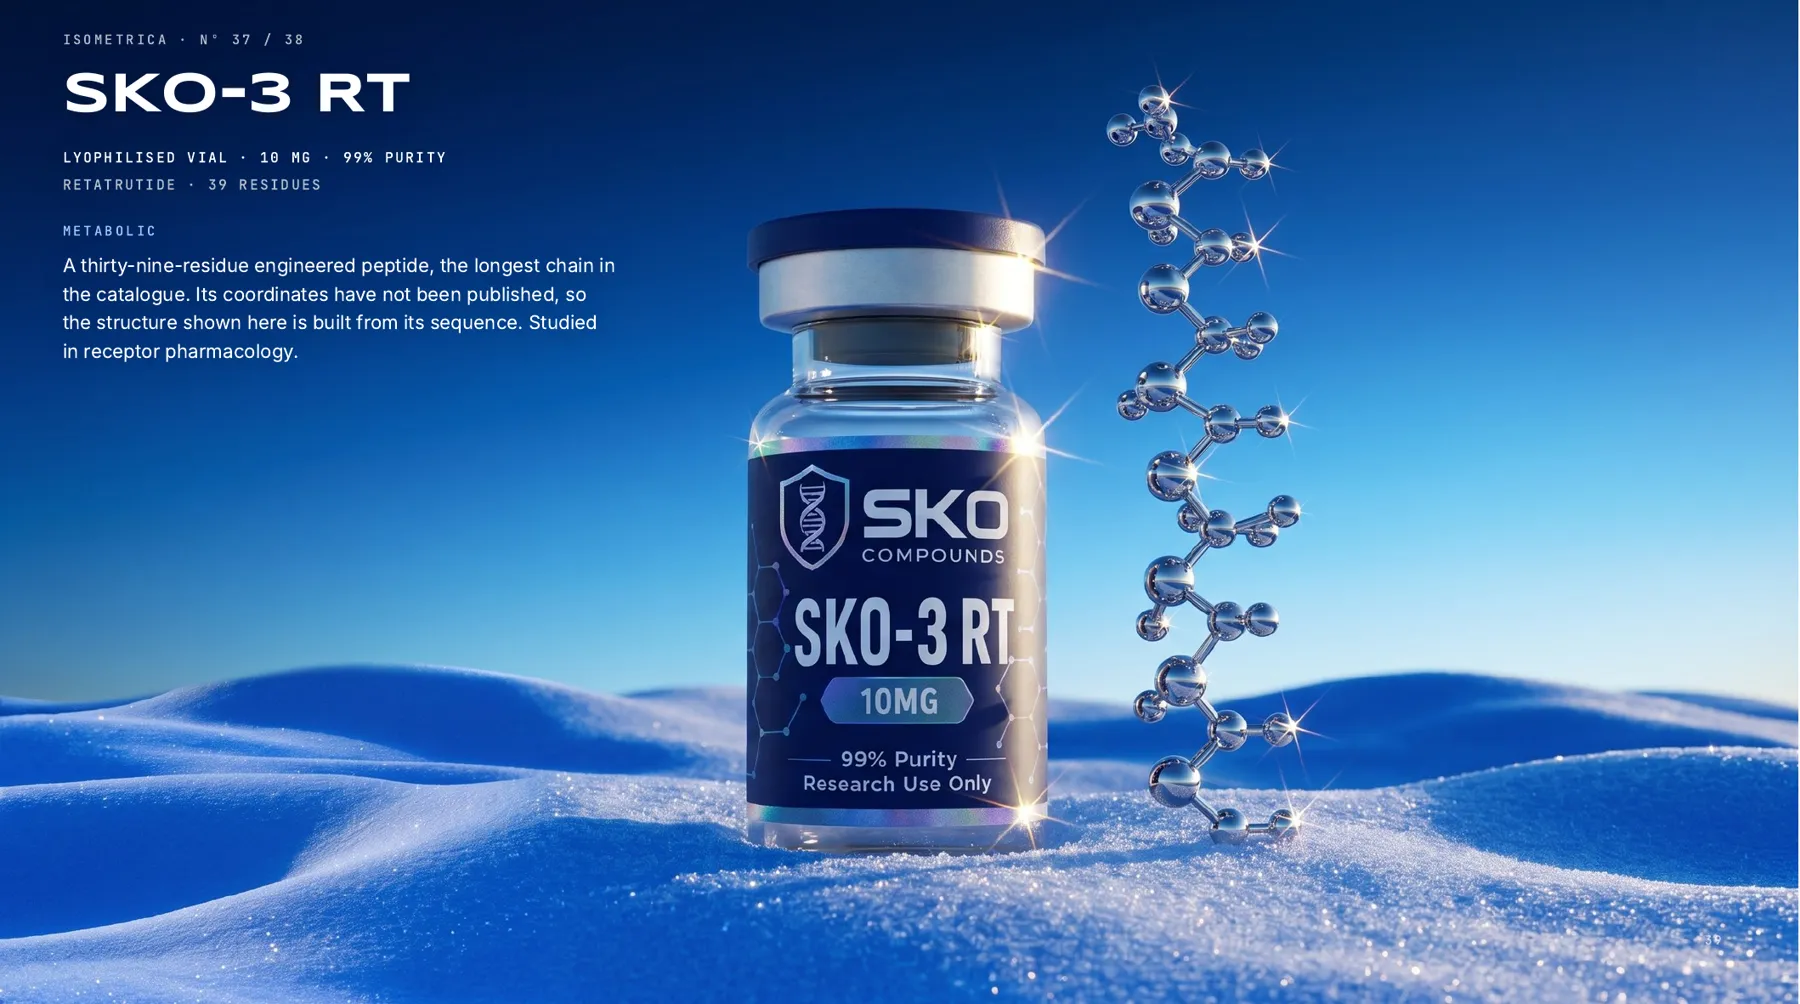 ISOMETRICA · N° 37 / 38
SKO-3 RT
LYOPHILISED VIAL · 10 MG · 99% PURITY
RETATRUTIDE · 39 RESIDUES
METABOLIC
A thirty-nine-residue engineered peptide, the longest chain in
the catalogue. Its coordinates have not been published, so
the structure shown here is built from its sequence. Studied
in receptor pharmacology.
SKO
COMPOUNDS
SKO-3 RT
10MG
99% Purity
Research Use Only
39